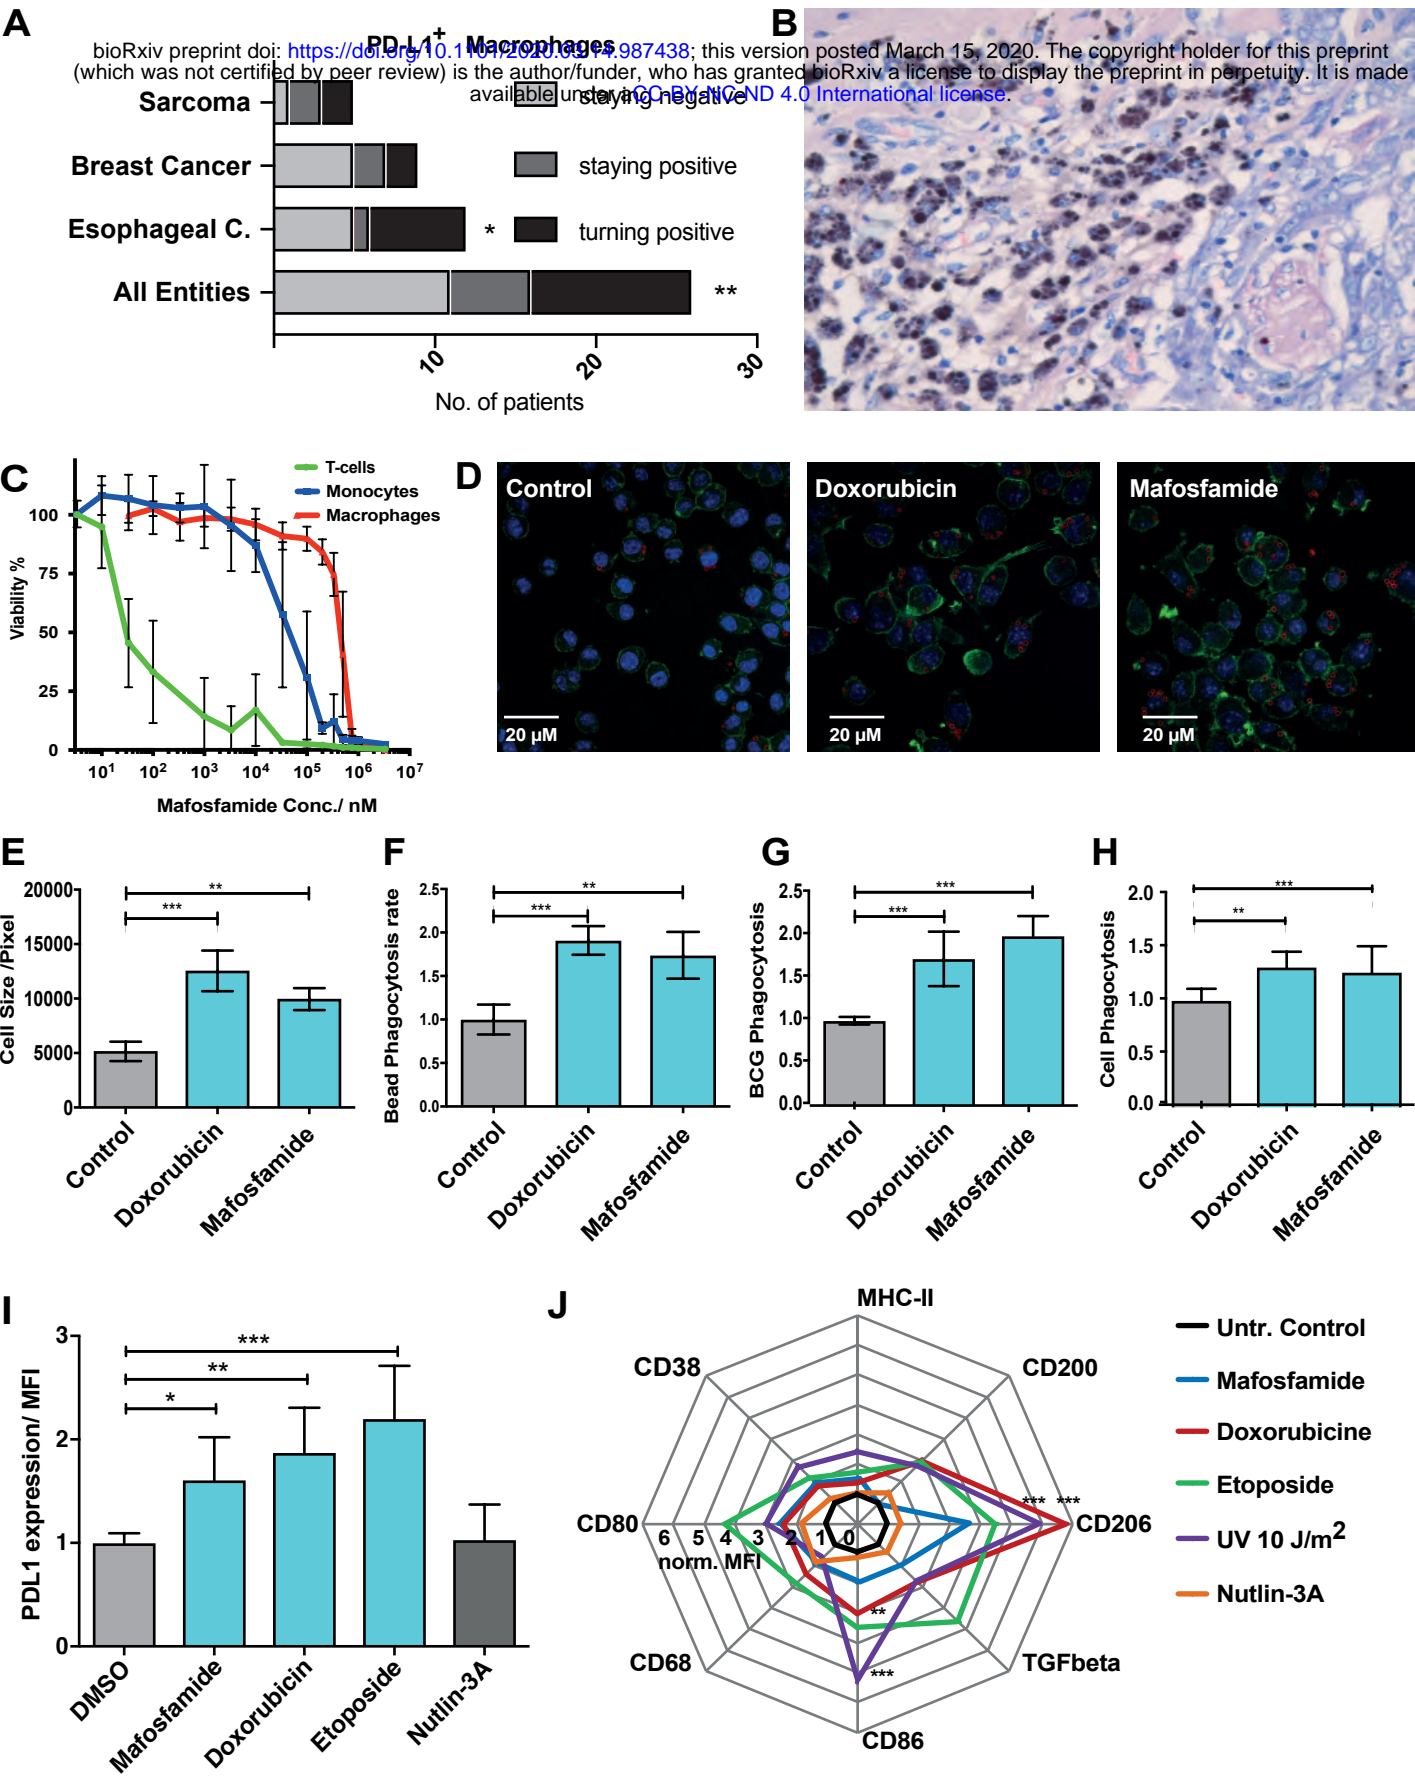 A
B
PD-L1+ Macrophages
bioRxiv preprint doi: https://doi.org/10.1101/2020.03.14.987438; this version posted March 15, 2020. The copyright holder for this preprint
(which was not certified by peer review) is the author/funder, who has granted bioRxiv a license to display the preprint in perpetuity. It is made
available under aCC-BY-NC-ND 4.0 International license.
Sarcoma
staying negative
Breast Cancer
staying positive
Esophageal C.
*
turning positive
All Entities
**
10
20
30
No. of patients
C
T-cells
Monocytes
Macrophages
100
75
50
25
0
Viability %
10¹
10²
10³
10⁴
10⁵
10⁶
10⁷
Mafosfamide Conc./ nM
D
Control
Doxorubicin
Mafosfamide
20 µM
20 µM
20 µM
E
Cell Size /Pixel
20000
15000
10000
5000
0
**
***
Control
Doxorubicin
Mafosfamide
F
Bead Phagocytosis rate
2.5
2.0
1.5
1.0
0.5
0.0
**
***
Control
Doxorubicin
Mafosfamide
G
BCG Phagocytosis
2.5
2.0
1.5
1.0
0.5
0.0
***
***
Control
Doxorubicin
Mafosfamide
H
Cell Phagocytosis
2.0
1.5
1.0
0.5
0.0
***
**
Control
Doxorubicin
Mafosfamide
I
PDL1 expression/ MFI
3
2
1
0
***
**
*
DMSO
Mafosfamide
Doxorubicin
Etoposide
Nutlin-3A
J
MHC-II
CD38
CD200
CD80
CD206
*** ***
6 5 4 3 2 1 0
norm. MFI
**
***
CD68
TGFbeta
CD86
Untr. Control
Mafosfamide
Doxorubicine
Etoposide
UV 10 J/m²
Nutlin-3A